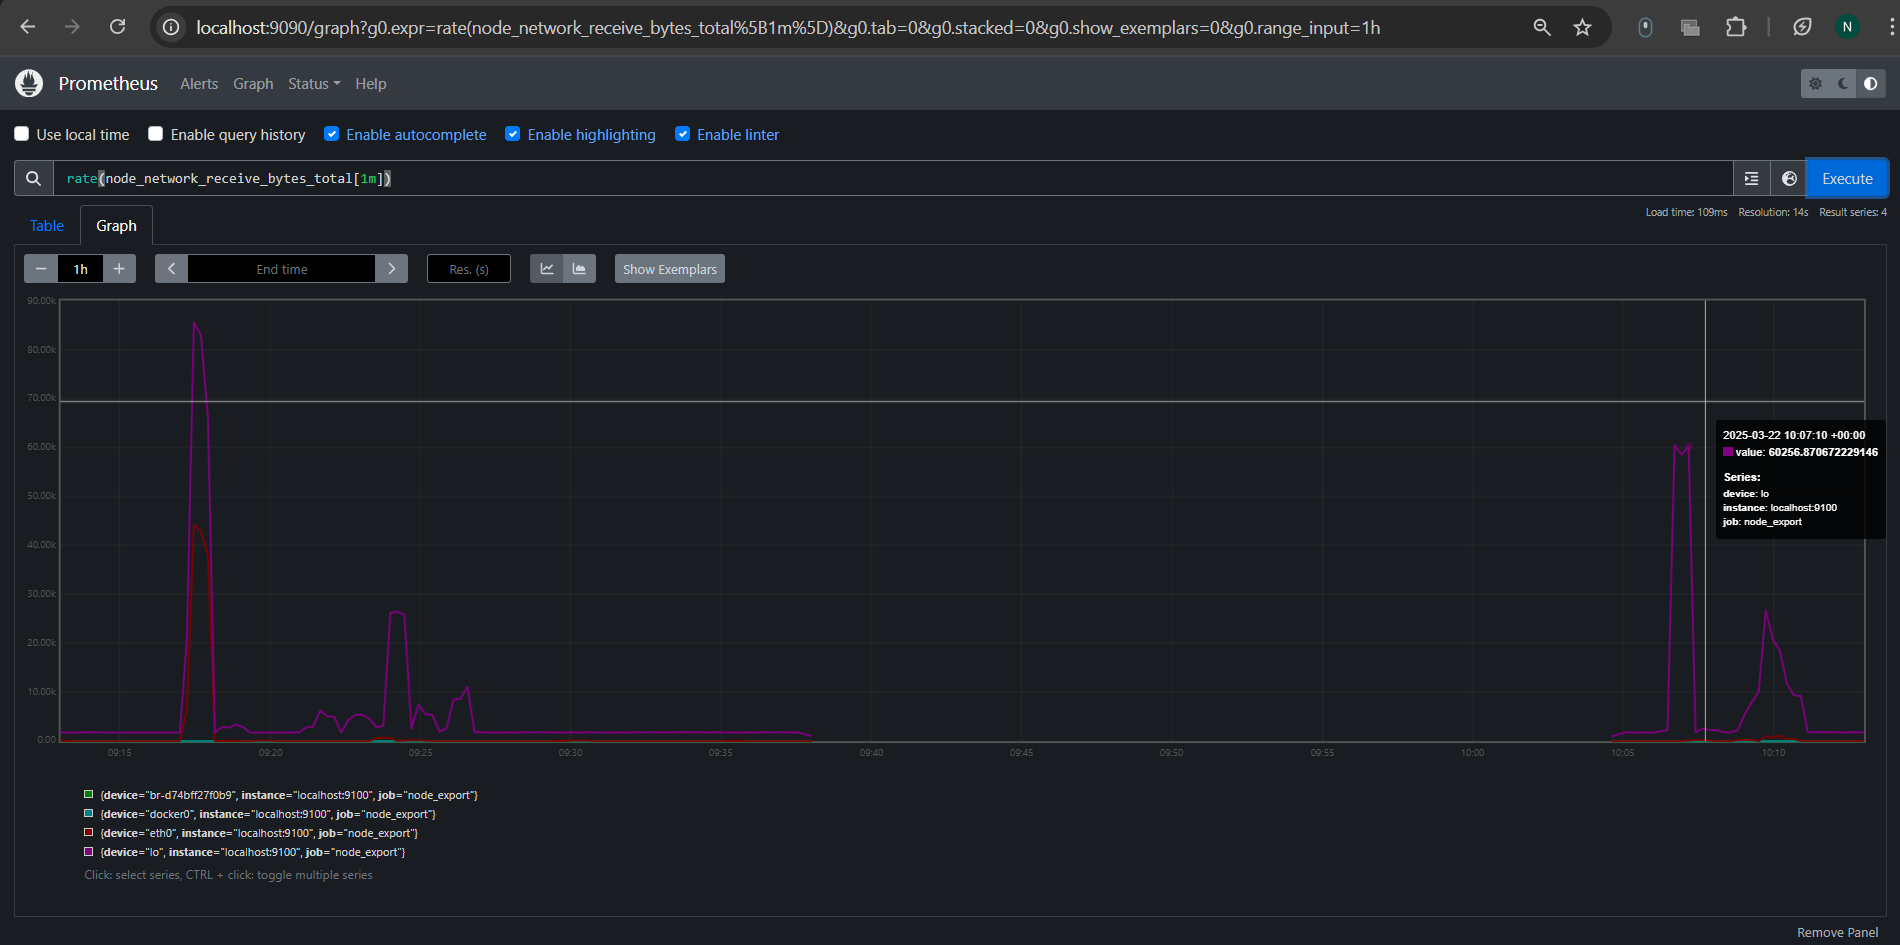 localhost:9090/graph?g0.expr=rate(node_network_receive_bytes_total%5B1m%5D)&g0.tab=0&g0.stacked=0&g0.show_exemplars=0&g0.range_input=1h
N
Prometheus Alerts Graph Status Help
Use local time Enable query history Enable autocomplete Enable highlighting Enable linter
rate(node_network_receive_bytes_total[1m])
Execute
Load time: 109ms Resolution: 14s Result series: 4
Table Graph
− 1h + End time Res. (s) Show Exemplars
90.00k
80.00k
70.00k
60.00k
50.00k
40.00k
30.00k
20.00k
10.00k
0.00
2025-03-22 10:07:10 +00:00
value: 60256.870672229146
Series:
device: lo
instance: localhost:9100
job: node_export
09:15 09:20 09:25 09:30 09:35 09:40 09:45 09:50 09:55 10:00 10:05 10:10
{device="br-d74bff27f0b9", instance="localhost:9100", job="node_export"}
{device="docker0", instance="localhost:9100", job="node_export"}
{device="eth0", instance="localhost:9100", job="node_export"}
{device="lo", instance="localhost:9100", job="node_export"}
Click: select series, CTRL + click: toggle multiple series
Remove Panel